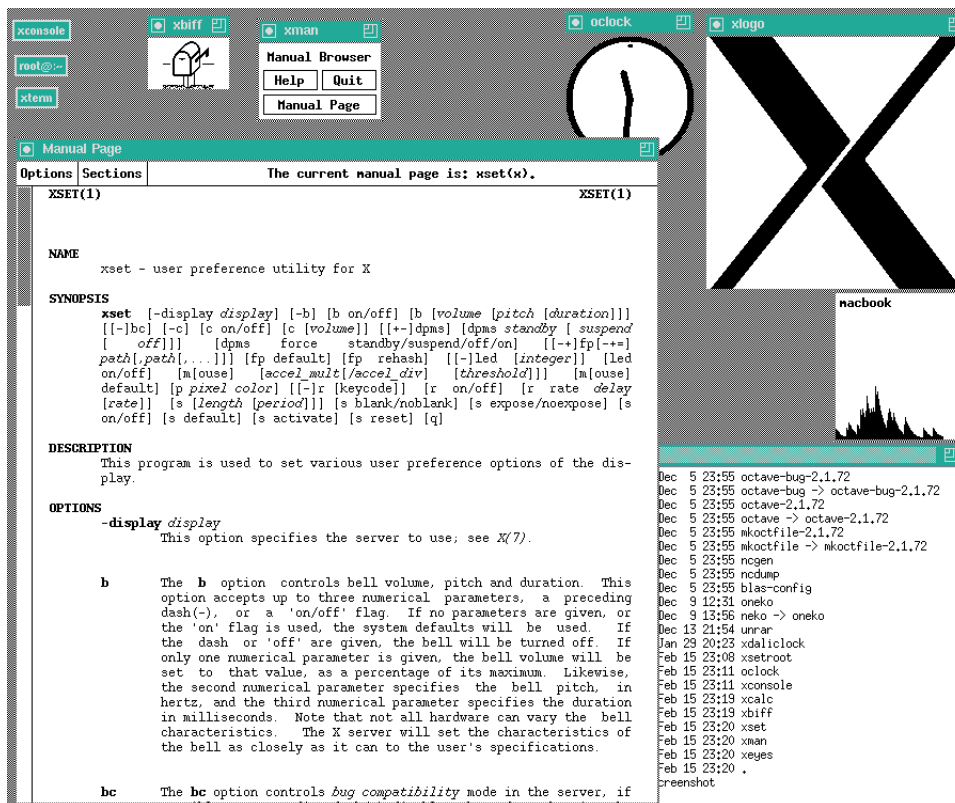 xconsole
root@:~
xterm
xbiff
xman
Manual Browser
Help Quit
Manual Page
oclock
xlogo
macbook
Manual Page
Options Sections The current manual page is: xset(x).
XSET(1) XSET(1)
NAME
xset - user preference utility for X
SYNOPSIS
xset [-display display] [-b] [b on/off] [b [volume [pitch [duration]]]
[[-]bc] [-c] [c on/off] [c [volume]] [[+-]dpms] [dpms standby [ suspend
[ off]]] [dpms force standby/suspend/off/on] [[-+]fp[-+=]
path[,path[,...]]] [fp default] [fp rehash] [[-]led [integer]] [led
on/off] [m[ouse] [accel_mult[/accel_div] [threshold]]] [m[ouse]
default] [p pixel color] [[-]r [keycode]] [r on/off] [r rate delay
[rate]] [s [length [period]]] [s blank/noblank] [s expose/noexpose] [s
on/off] [s default] [s activate] [s reset] [q]
DESCRIPTION
This program is used to set various user preference options of the dis-
play.
OPTIONS
-display display
This option specifies the server to use; see X(7).
b The b option controls bell volume, pitch and duration. This
option accepts up to three numerical parameters, a preceding
dash(-), or a 'on/off' flag. If no parameters are given, or
the 'on' flag is used, the system defaults will be used. If
the dash or 'off' are given, the bell will be turned off. If
only one numerical parameter is given, the bell volume will be
set to that value, as a percentage of its maximum. Likewise,
the second numerical parameter specifies the bell pitch, in
hertz, and the third numerical parameter specifies the duration
in milliseconds. Note that not all hardware can vary the bell
characteristics. The X server will set the characteristics of
the bell as closely as it can to the user's specifications.
bc The bc option controls bug compatibility mode in the server, if
Dec 5 23:55 octave-bug-2.1.72
Dec 5 23:55 octave-bug -> octave-bug-2.1.72
Dec 5 23:55 octave-2.1.72
Dec 5 23:55 octave -> octave-2.1.72
Dec 5 23:55 mkoctfile-2.1.72
Dec 5 23:55 mkoctfile -> mkoctfile-2.1.72
Dec 5 23:55 ncgen
Dec 5 23:55 ncdump
Dec 5 23:55 blas-config
Dec 9 12:31 oneko
Dec 9 13:56 neko -> oneko
Dec 13 21:54 unrar
Jan 29 20:23 xdaliclock
Feb 15 23:08 xsetroot
Feb 15 23:11 oclock
Feb 15 23:11 xconsole
Feb 15 23:19 xcalc
Feb 15 23:19 xbiff
Feb 15 23:20 xset
Feb 15 23:20 xman
Feb 15 23:20 xeyes
Feb 15 23:20 .
creenshot